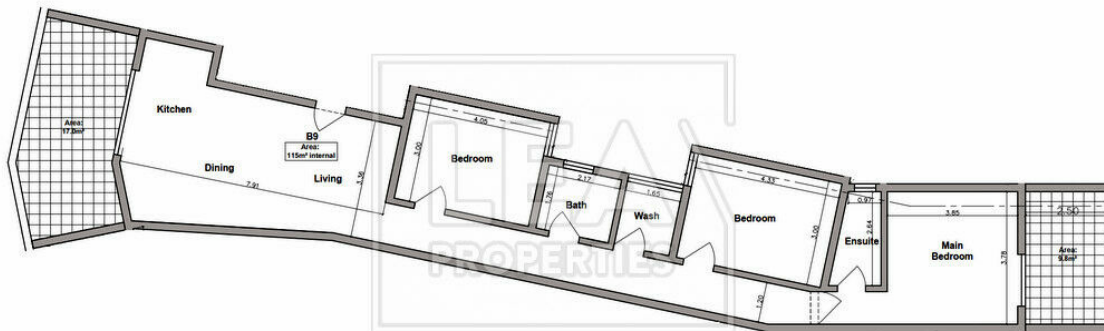 Kitchen
Area:
17.0m²
B9
Area:
115m² internal
Dining
Living
7.91
3.36
4.05
3.00
Bedroom
2.17
1.76
Bath
1.65
Wash
4.33
3.00
Bedroom
0.97
2.64
Ensuite
3.85
3.78
Main
Bedroom
2.50
Area:
9.8m²
1.20
LEA
PROPERTIES